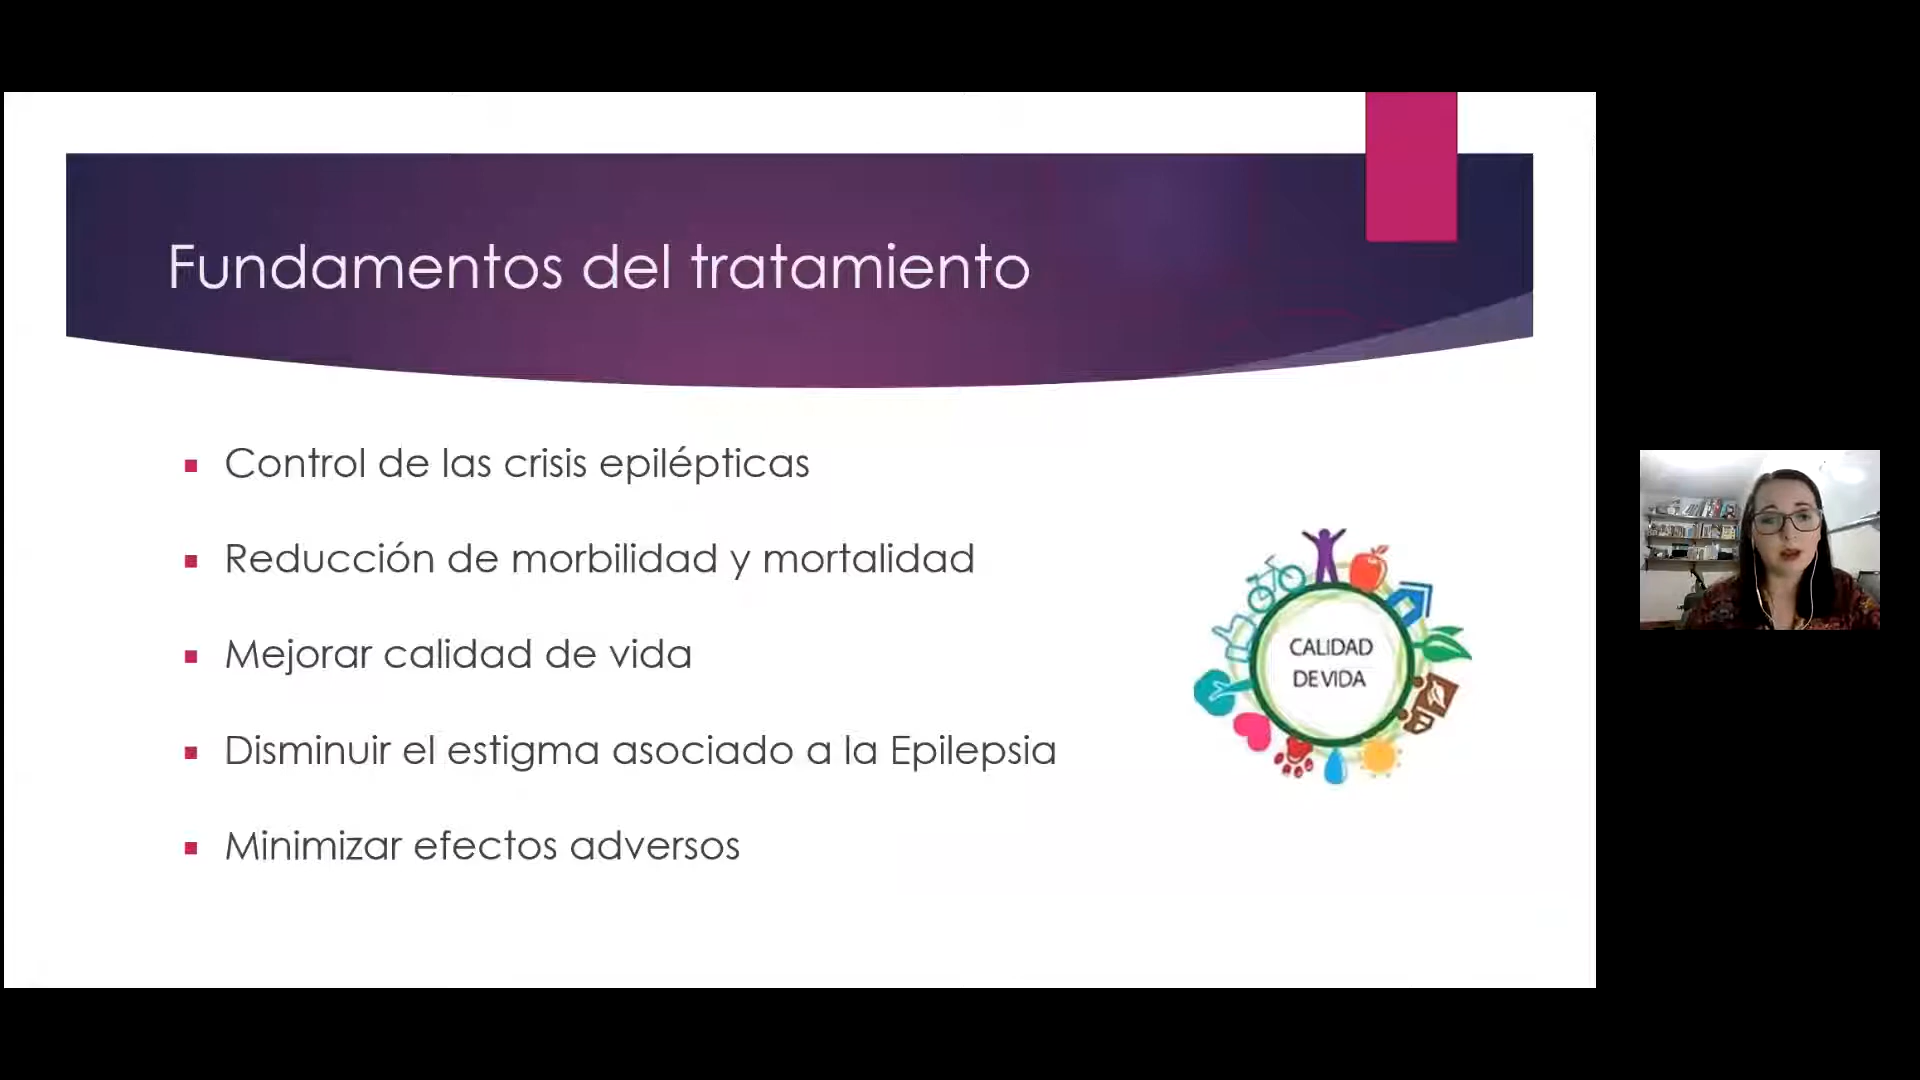 Fundamentos del tratamiento
Control de las crisis epilépticas
Reducción de morbilidad y mortalidad
Mejorar calidad de vida
Disminuir el estigma asociado a la Epilepsia
Minimizar efectos adversos
CALIDAD
DE VIDA